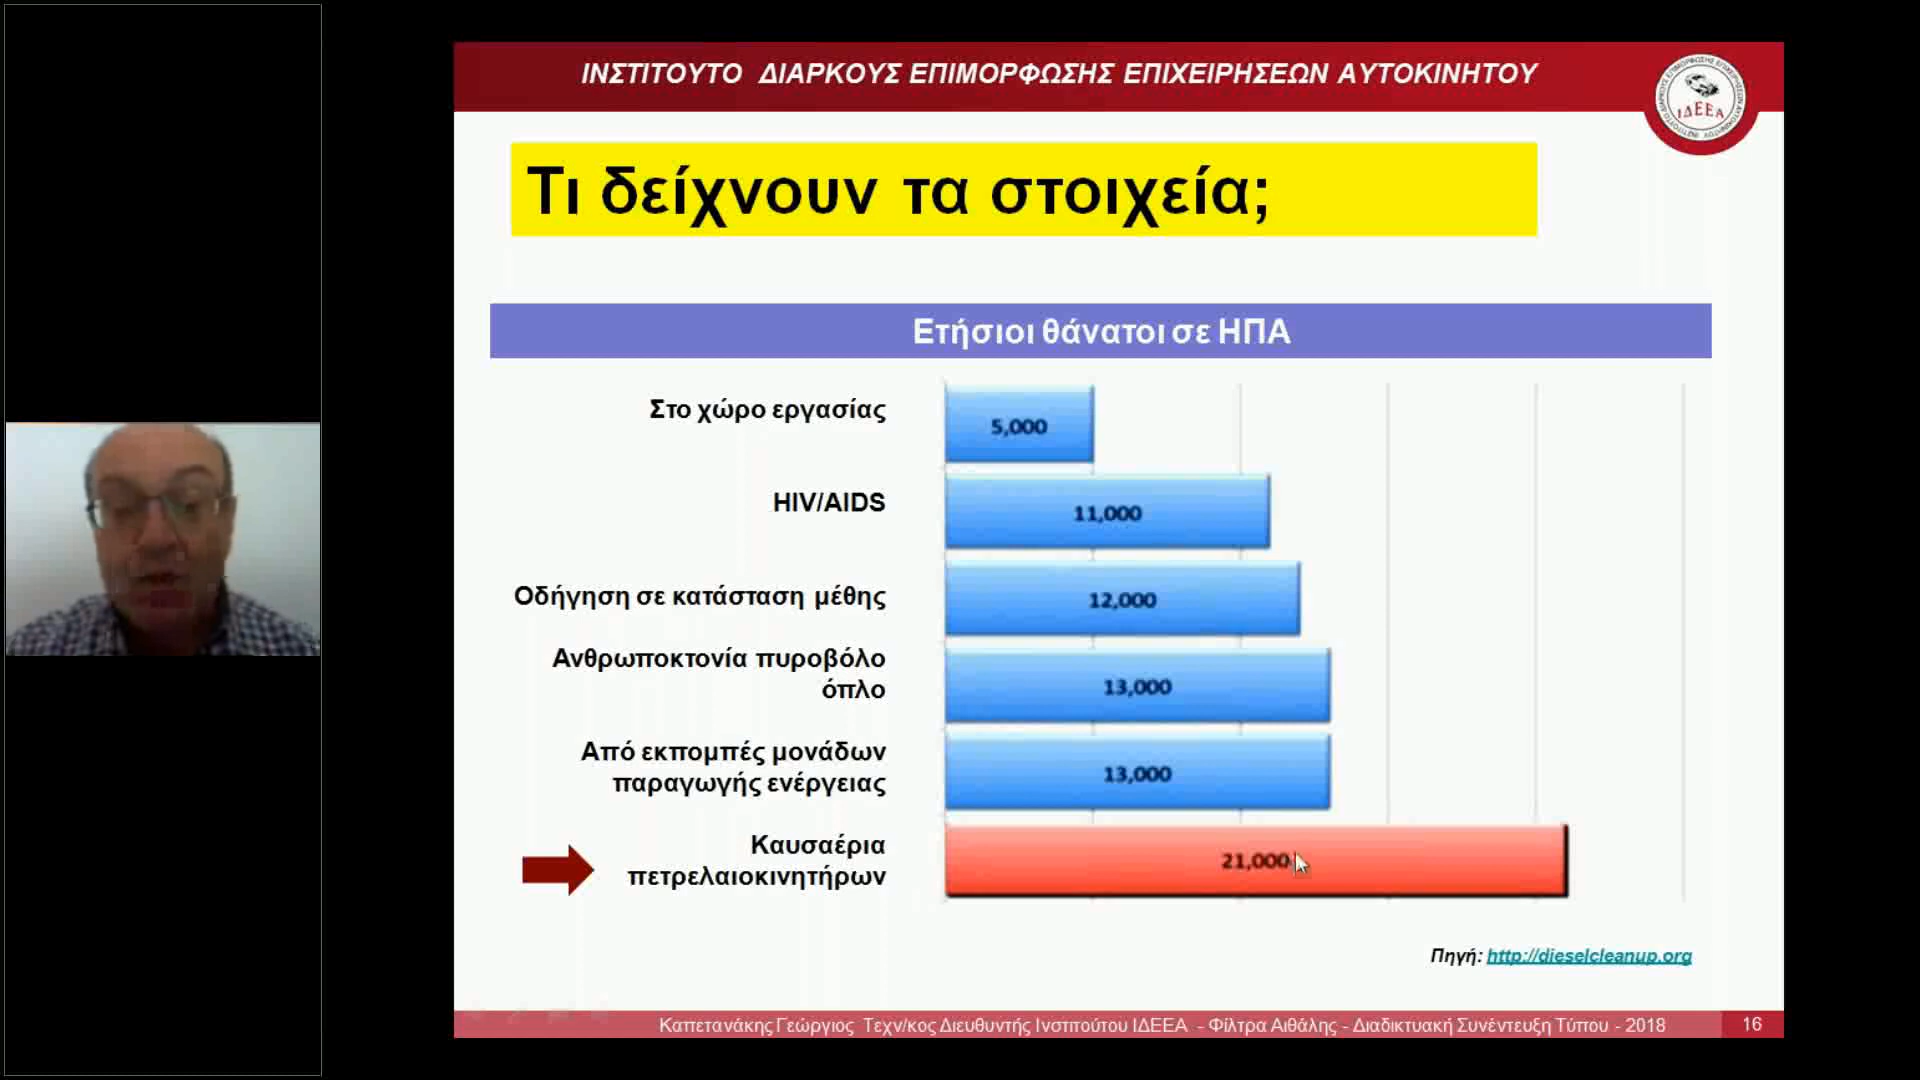 ΙΝΣΤΙΤΟΥΤΟ ΔΙΑΡΚΟΥΣ ΕΠΙΜΟΡΦΩΣΗΣ ΕΠΙΧΕΙΡΗΣΕΩΝ ΑΥΤΟΚΙΝΗΤΟΥ
ΙΔΕΕΑ
Τι δείχνουν τα στοιχεία;
Ετήσιοι θάνατοι σε ΗΠΑ
Στο χώρο εργασίας
5,000
HIV/AIDS
11,000
Οδήγηση σε κατάσταση μέθης
12,000
Ανθρωποκτονία πυροβόλο
όπλο
13,000
Από εκπομπές μονάδων
παραγωγής ενέργειας
13,000
Καυσαέρια
πετρελαιοκινητήρων
21,000
Πηγή: http://dieselcleanup.org
Καπετανάκης Γεώργιος Τεχν/κος Διευθυντής Ινστιτούτου ΙΔΕΕΑ - Φίλτρα Αιθάλης - Διαδικτυακή Συνέντευξη Τύπου - 2018
16